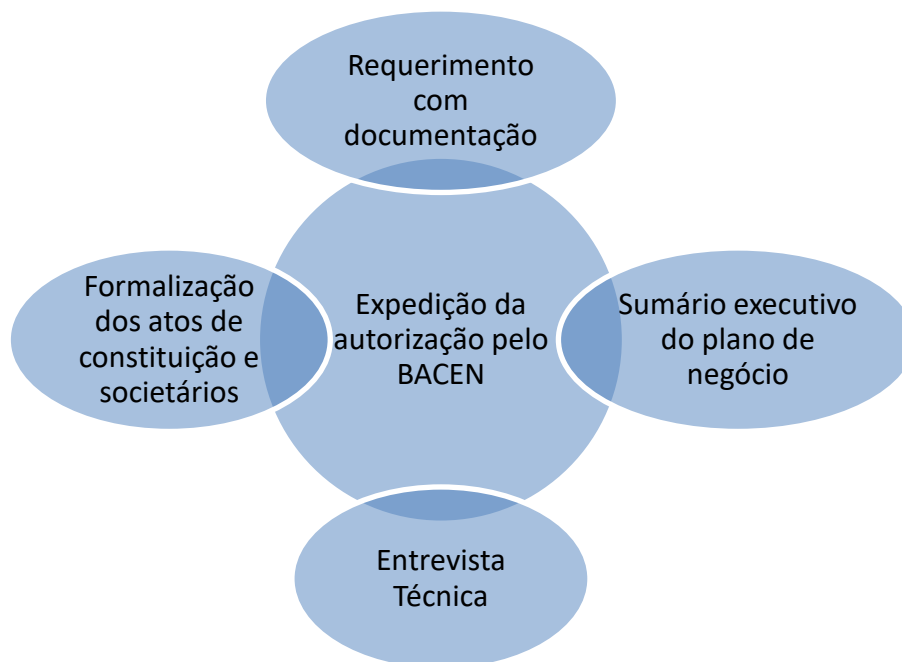 Requerimento
com
documentação
Formalização
dos atos de
constituição e
societários
Expedição da
autorização pelo
BACEN
Sumário executivo
do plano de
negócio
Entrevista
Técnica